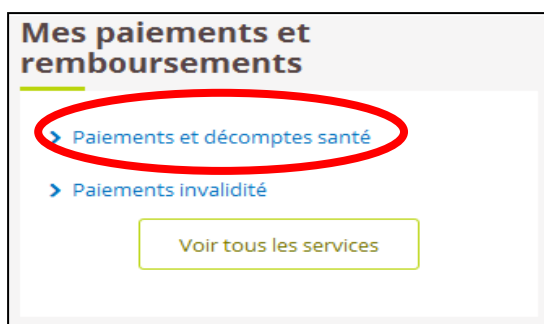 Mes paiements et
remboursements
Paiements et décomptes santé
Paiements invalidité
Voir tous les services